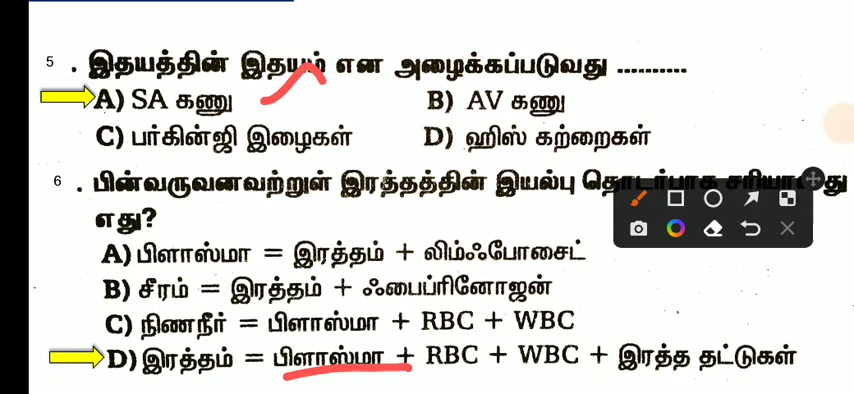 5 . இதயத்தின் இதயம் என அழைக்கப்படுவது ..........
A) SA கணு B) AV கணு
C) பர்கின்ஜி இழைகள் D) ஹிஸ் கற்றைகள்
6 . பின்வருவனவற்றுள் இரத்தத்தின் இயல்பு தொடர்பாக
எது?
A) பிளாஸ்மா = இரத்தம் + லிம்ஃபோசைட்
B) சீரம் = இரத்தம் + ஃபைப்ரினோஜன்
C) நிணநீர் = பிளாஸ்மா + RBC + WBC
D) இரத்தம் = பிளாஸ்மா + RBC + WBC + இரத்த தட்டுகள்